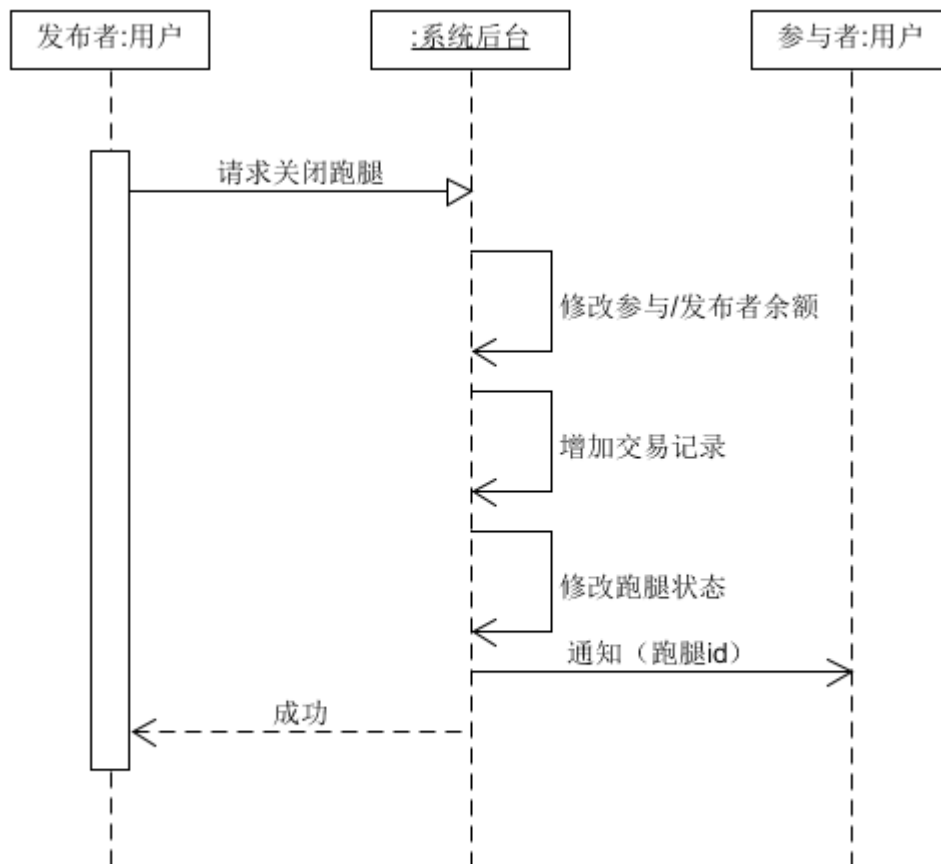 发布者:用户
:系统后台
参与者:用户
请求关闭跑腿
修改参与/发布者余额
增加交易记录
修改跑腿状态
通知（跑腿id）
成功